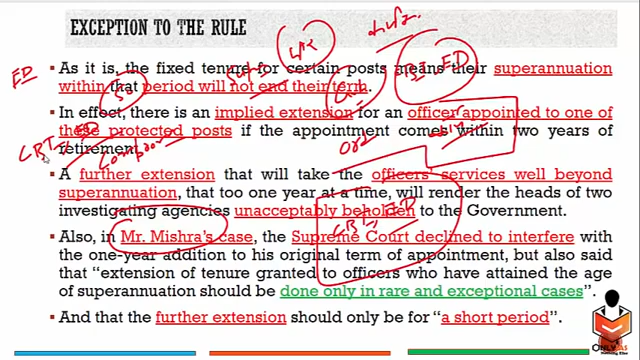 EXCEPTION TO THE RULE
As it is, the fixed tenure for certain posts means their superannuation
within that period will not end their term.
In effect, there is an implied extension for an officer appointed to one of
these protected posts if the appointment comes within two years of
retirement.
A further extension that will take the officers services well beyond
superannuation, that too one year at a time, will render the heads of two
investigating agencies unacceptably beholden to the Government.
Also, in Mr. Mishra's case, the Supreme Court declined to interfere with
the one-year addition to his original term of appointment, but also said
that "extension of tenure granted to officers who have attained the age
of superannuation should be done only in rare and exceptional cases".
And that the further extension should only be for "a short period".
ED
ED
CBI
ED